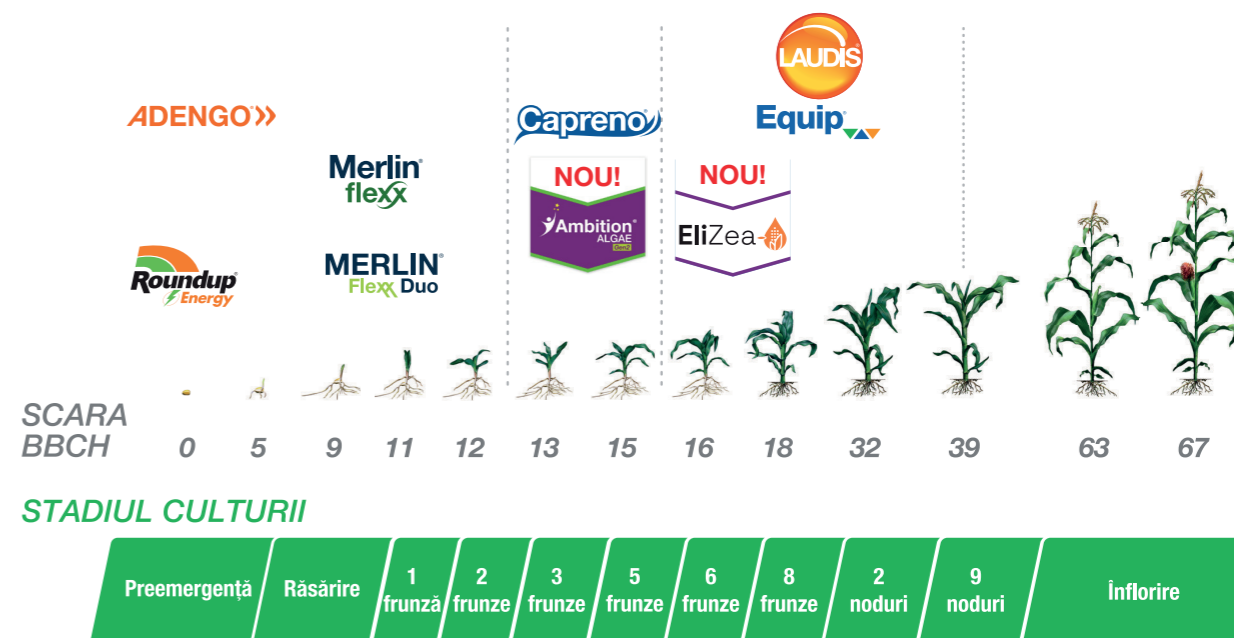 LAUDIS®
ADENGO®
Capreno®
Equip®
Merlin®
flexx
NOU!
NOU!
Ambition®
ALGAE
Gen2
EliZea
Roundup®
Energy
MERLIN®
Flexx Duo
SCARA
BBCH
0 5 9 11 12 13 15 16 18 32 39 63 67
STADIUL CULTURII
Preemergență
Răsărire
1
frunză
2
frunze
3
frunze
5
frunze
6
frunze
8
frunze
2
noduri
9
noduri
Înflorire